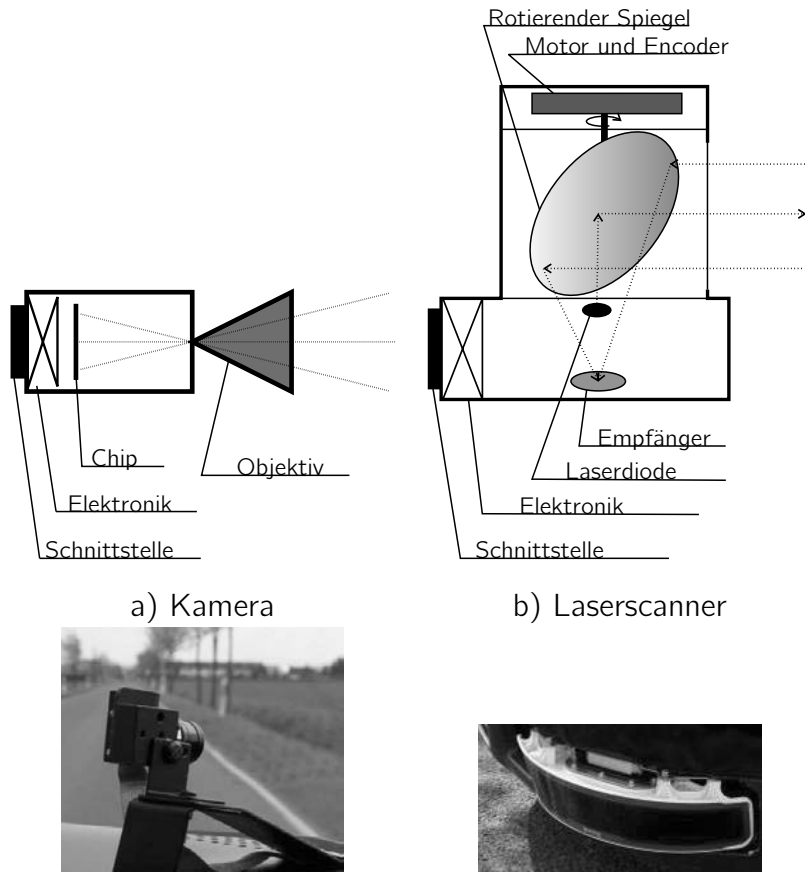 Rotierender Spiegel
Motor und Encoder
Chip
Objektiv
Elektronik
Schnittstelle
Empfänger
Laserdiode
Elektronik
Schnittstelle
a) Kamera
b) Laserscanner